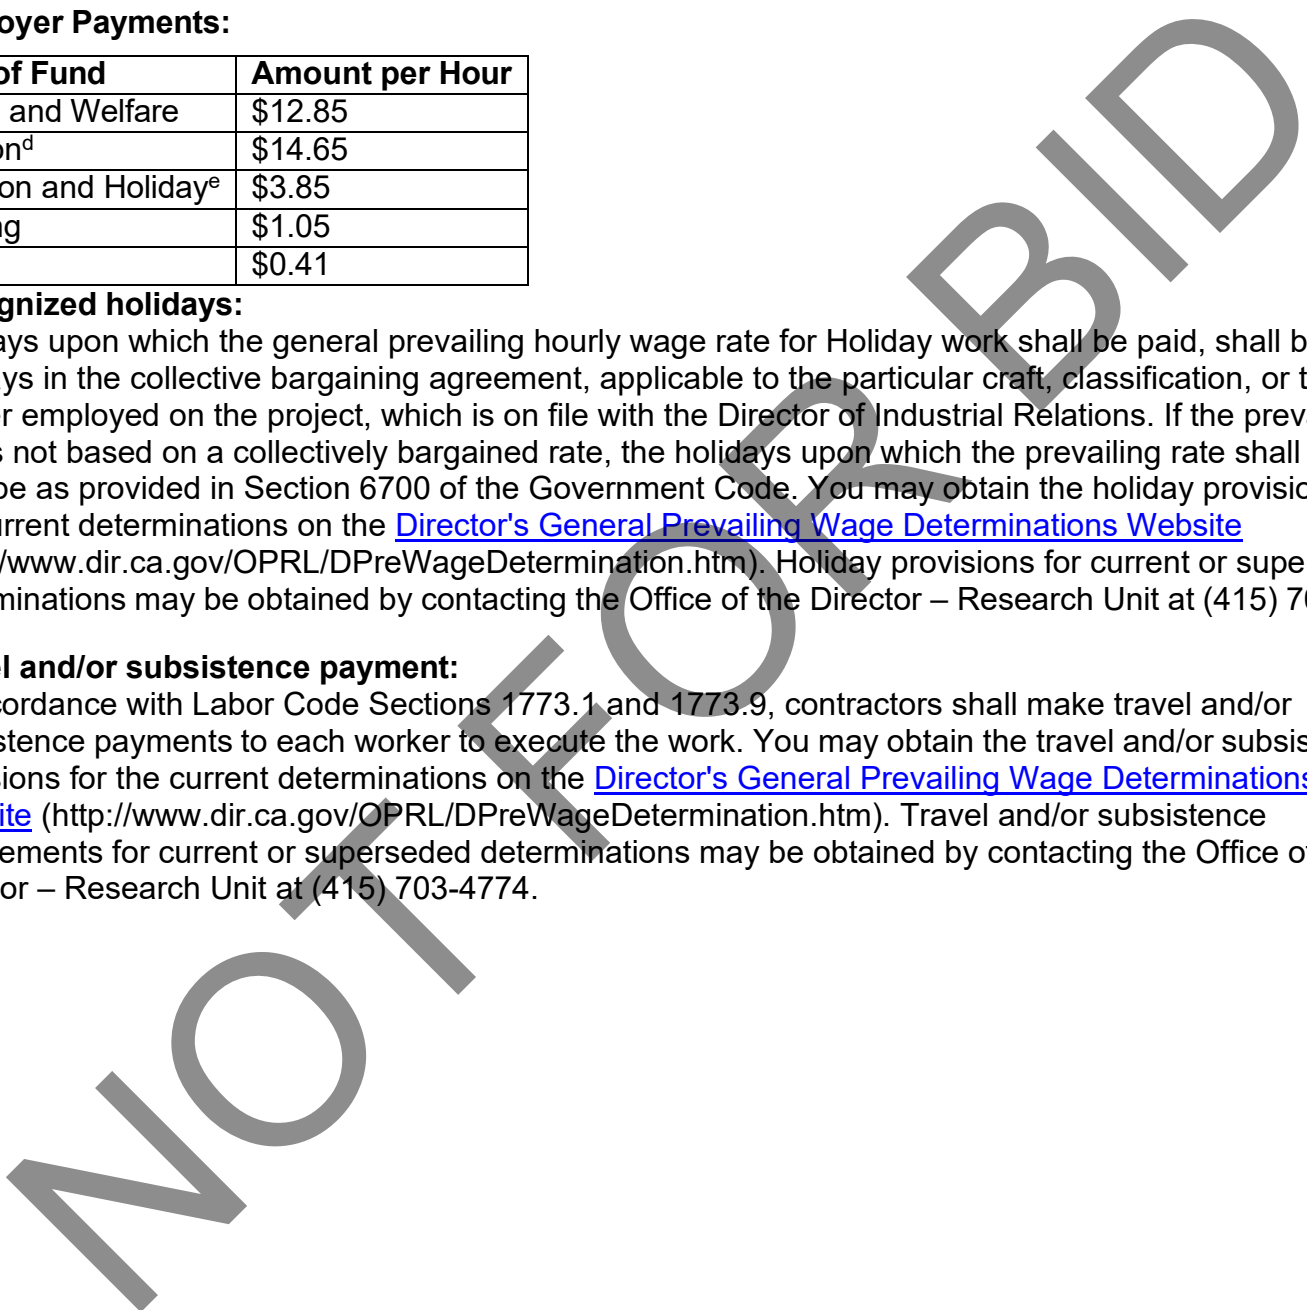 oyer Payments:
of Fund Amount per Hour
and Welfare $12.85
onᵈ $14.65
on and Holidayᵉ $3.85
ng $1.05
$0.41
gnized holidays:
ays upon which the general prevailing hourly wage rate for Holiday work shall be paid, shall b
ys in the collective bargaining agreement, applicable to the particular craft, classification, or t
er employed on the project, which is on file with the Director of Industrial Relations. If the preva
s not based on a collectively bargained rate, the holidays upon which the prevailing rate shall
be as provided in Section 6700 of the Government Code. You may obtain the holiday provisio
urrent determinations on the Director's General Prevailing Wage Determinations Website
/www.dir.ca.gov/OPRL/DPreWageDetermination.htm). Holiday provisions for current or supe
minations may be obtained by contacting the Office of the Director – Research Unit at (415) 70
el and/or subsistence payment:
cordance with Labor Code Sections 1773.1 and 1773.9, contractors shall make travel and/or
stence payments to each worker to execute the work. You may obtain the travel and/or subsis
sions for the current determinations on the Director's General Prevailing Wage Determinations
ite (http://www.dir.ca.gov/OPRL/DPreWageDetermination.htm). Travel and/or subsistence
ements for current or superseded determinations may be obtained by contacting the Office of
or – Research Unit at (415) 703-4774.
NOT FOR BID